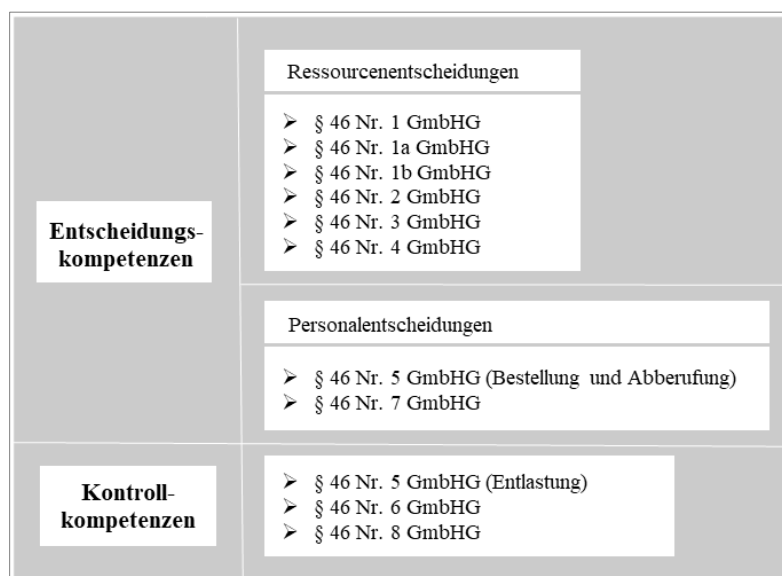 Entscheidungs-
kompetenzen
Ressourcenentscheidungen
➢ § 46 Nr. 1 GmbHG
➢ § 46 Nr. 1a GmbHG
➢ § 46 Nr. 1b GmbHG
➢ § 46 Nr. 2 GmbHG
➢ § 46 Nr. 3 GmbHG
➢ § 46 Nr. 4 GmbHG
Personalentscheidungen
➢ § 46 Nr. 5 GmbHG (Bestellung und Abberufung)
➢ § 46 Nr. 7 GmbHG
Kontroll-
kompetenzen
➢ § 46 Nr. 5 GmbHG (Entlastung)
➢ § 46 Nr. 6 GmbHG
➢ § 46 Nr. 8 GmbHG